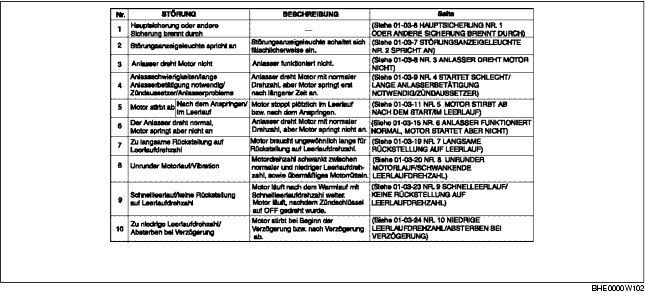 Nr. STÖRUNG BESCHREIBUNG Seite
1 Hauptsicherung oder andere Sicherung brennt durch — (Siehe 01-03-6 HAUPTSICHERUNG NR. 1 ODER ANDERE SICHERUNG BRENNT DURCH)
2 Störungsanzeigeleuchte spricht an Störungsanzeigeleuchte schaltet sich fälschlicherweise ein. (Siehe 01-03-7 STÖRUNGSANZEIGELEUCHTE NR. 2 SPRICHT AN)
3 Anlasser dreht Motor nicht Anlasser funktioniert nicht. (Siehe 01-03-8 NR. 3 ANLASSER DREHT MOTOR NICHT)
4 Anlassschwierigkeiten/lange Anlasserbetätigung notwendig/ Zündaussetzer/Anlasserprobleme Anlasser dreht Motor mit normaler Drehzahl, aber Motor springt erst nach längerer Zeit an. (Siehe 01-03-9 NR. 4 STARTET SCHLECHT/ LANGE ANLASSERBETÄTIGUNG NOTWENDIG/ZÜNDAUSSETZER)
5 Motor stirbt ab Nach dem Anspringen/ im Leerlauf Motor stoppt plötzlich im Leerlauf bzw. nach dem Anspringen. (Siehe 01-03-11 NR. 5 MOTOR STIRBT AB NACH DEM START/IM LEERLAUF)
6 Der Anlasser dreht normal, Motor springt aber nicht an Anlasser dreht Motor mit normaler Drehzahl, aber Motor springt nicht an. (Siehe 01-03-15 NR. 6 ANLASSER FUNKTIONIERT NORMAL, MOTOR STARTET ABER NICHT)
7 Zu langsame Rückstellung auf Leerlaufdrehzahl Motor braucht ungewöhnlich lange für Rückstellung auf Leerlaufdrehzahl. (Siehe 01-03-19 NR. 7 LANGSAME RÜCKSTELLUNG AUF LEERLAUF)
8 Unrunder Motorlauf/Vibration Motordrehzahl schwankt zwischen normaler und niedriger Leerlaufdreh- zahl, sowie übermäßiges Motorrütteln. (Siehe 01-03-20 NR. 8 UNRUNDER MOTORLAUF/SCHWANKENDE LEERLAUFDREHZAHL)
9 Schnelleerlauf/keine Rückstellung auf Leerlaufdrehzahl Motor läuft nach dem Warmlauf mit Schnelleerlaufdrehzahl weiter. Motor läuft, nachdem Zündschlüssel auf OFF gedreht wurde. (Siehe 01-03-23 NR. 9 SCHNELLEERLAUF/ KEINE RÜCKSTELLUNG AUF LEERLAUFDREHZAHL)
10 Zu niedrige Leerlaufdrehzahl/ Absterben bei Verzögerung Motor stirbt bei Beginn der Verzögerung bzw. nach Verzögerung ab. (Siehe 01-03-24 NR. 10 NIEDRIGE LEERLAUFDREHZAHL/ABSTERBEN BEI VERZÖGERUNG)
BHE0000W102